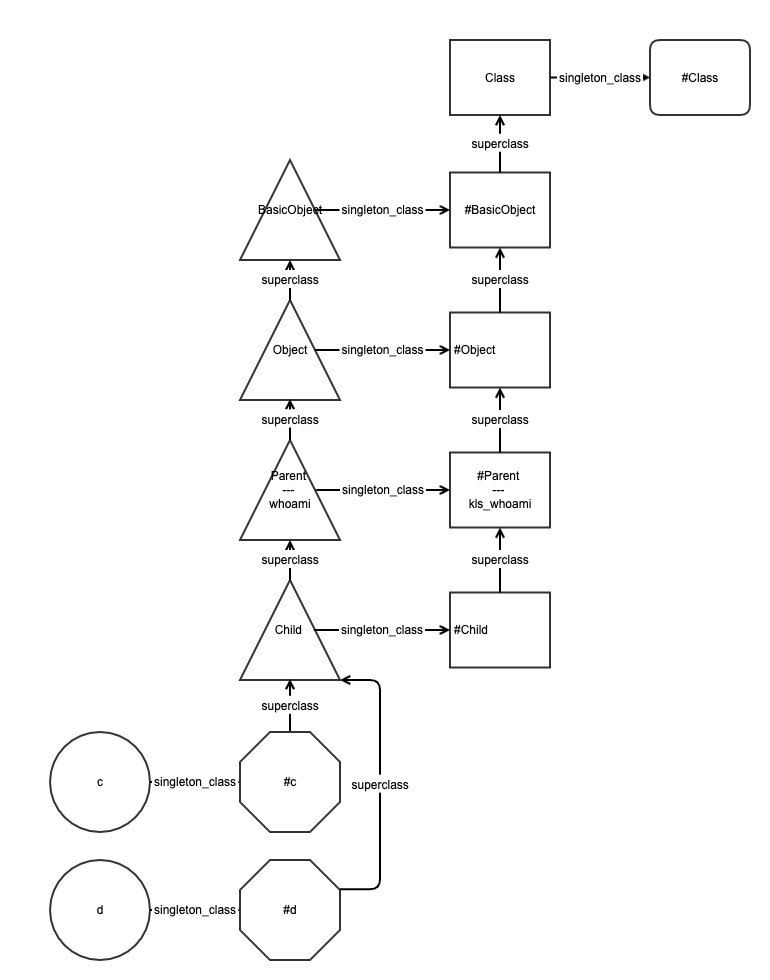 Class
singleton_class
#Class
superclass
BasicObject
singleton_class
#BasicObject
superclass
superclass
Object
singleton_class
#Object
superclass
superclass
Parent
---
whoami
singleton_class
#Parent
---
kls_whoami
superclass
superclass
Child
singleton_class
#Child
superclass
c
singleton_class
#c
superclass
d
singleton_class
#d